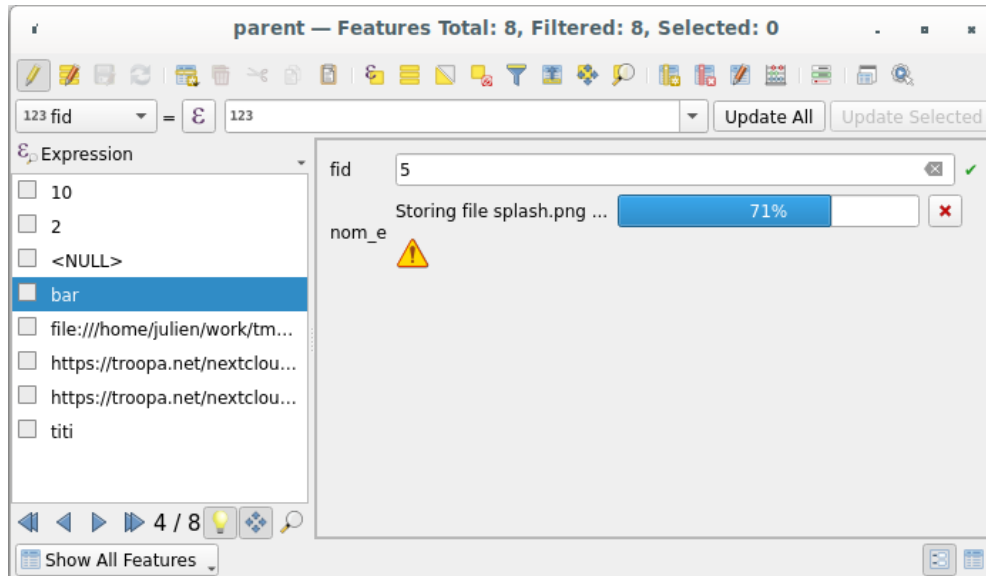 parent — Features Total: 8, Filtered: 8, Selected: 0
123 fid = ε 123 Update All Update Selected
Expression
10
2
<NULL>
bar
file:///home/julien/work/tm...
https://troopa.net/nextclou...
https://troopa.net/nextclou...
titi
fid 5
Storing file splash.png ... 71%
nom_e
4 / 8
Show All Features